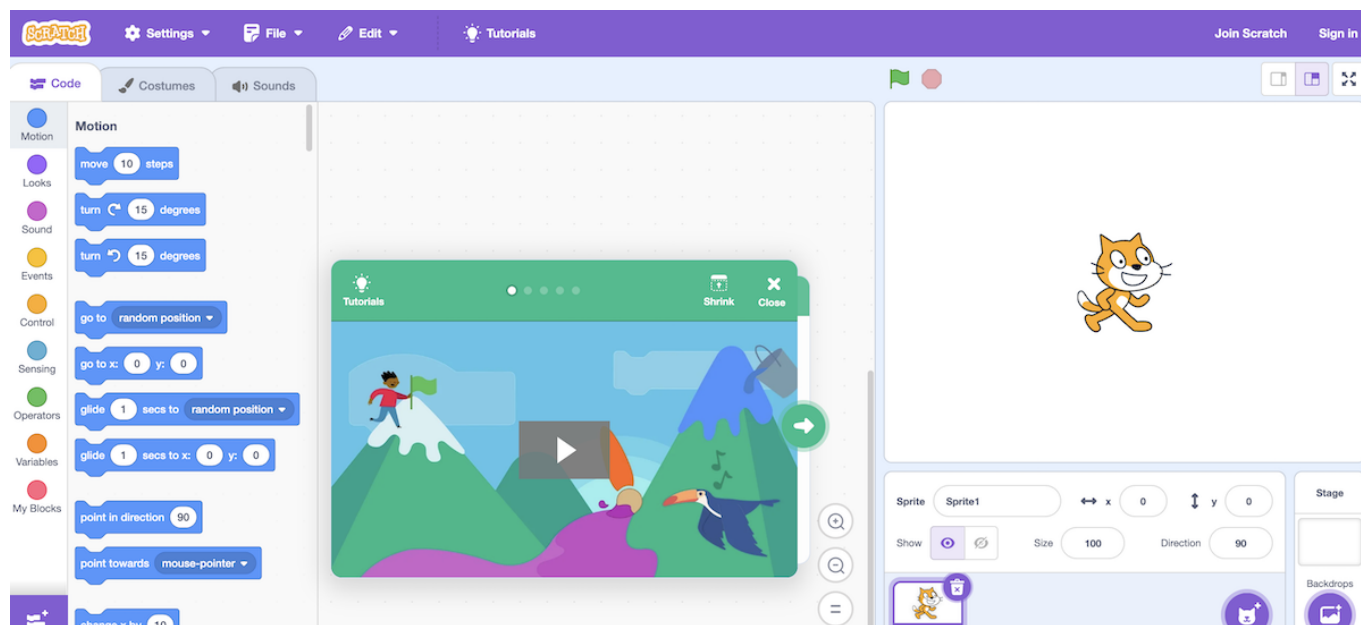 SCRATCH Settings File Edit Tutorials Join Scratch Sign in
Code Costumes Sounds
Motion
Looks
Sound
Events
Control
Sensing
Operators
Variables
My Blocks
Motion
move 10 steps
turn 15 degrees
turn 15 degrees
go to random position
go to x: 0 y: 0
glide 1 secs to random position
glide 1 secs to x: 0 y: 0
point in direction 90
point towards mouse-pointer
change x by 10
Tutorials Shrink Close
Sprite Sprite1 x 0 y 0
Show Size 100 Direction 90
Stage
Backdrops